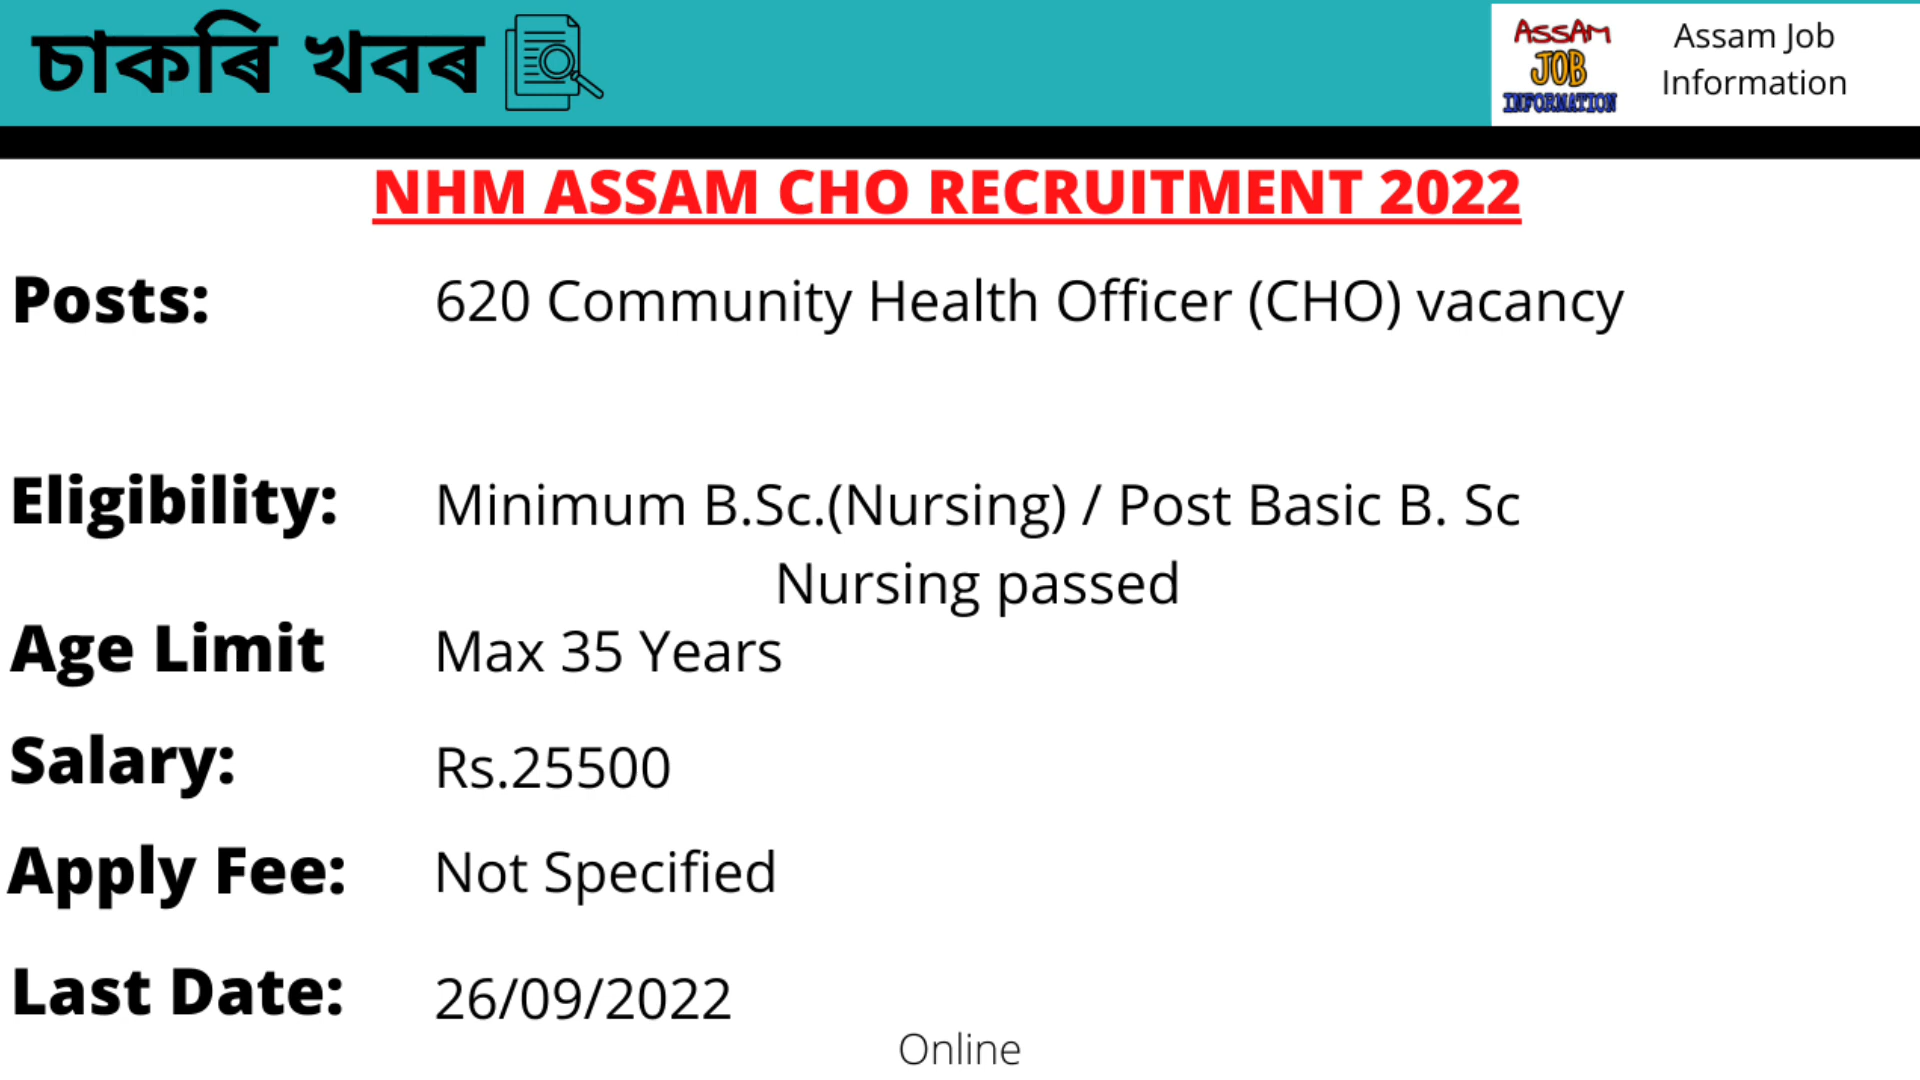 চাকৰি খবৰ
ASSAM
JOB
INFORMATION
Assam Job
Information
NHM ASSAM CHO RECRUITMENT 2022
Posts: 620 Community Health Officer (CHO) vacancy
Eligibility: Minimum B.Sc.(Nursing) / Post Basic B. Sc
Nursing passed
Age Limit Max 35 Years
Salary: Rs.25500
Apply Fee: Not Specified
Last Date: 26/09/2022
Online